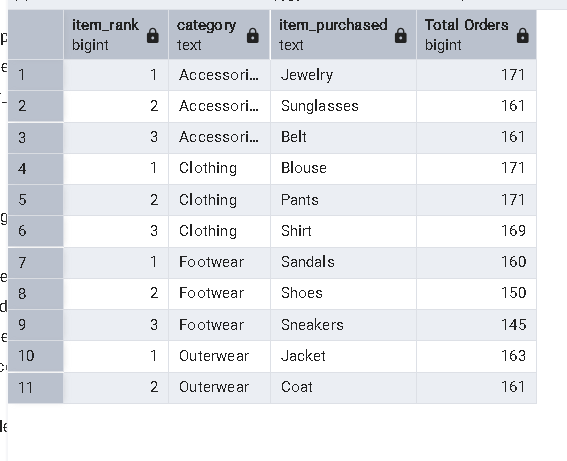 item_rank category item_purchased Total Orders
bigint text text bigint
1 1 Accessori... Jewelry 171
2 2 Accessori... Sunglasses 161
3 3 Accessori... Belt 161
4 1 Clothing Blouse 171
5 2 Clothing Pants 171
6 3 Clothing Shirt 169
7 1 Footwear Sandals 160
8 2 Footwear Shoes 150
9 3 Footwear Sneakers 145
10 1 Outerwear Jacket 163
11 2 Outerwear Coat 161